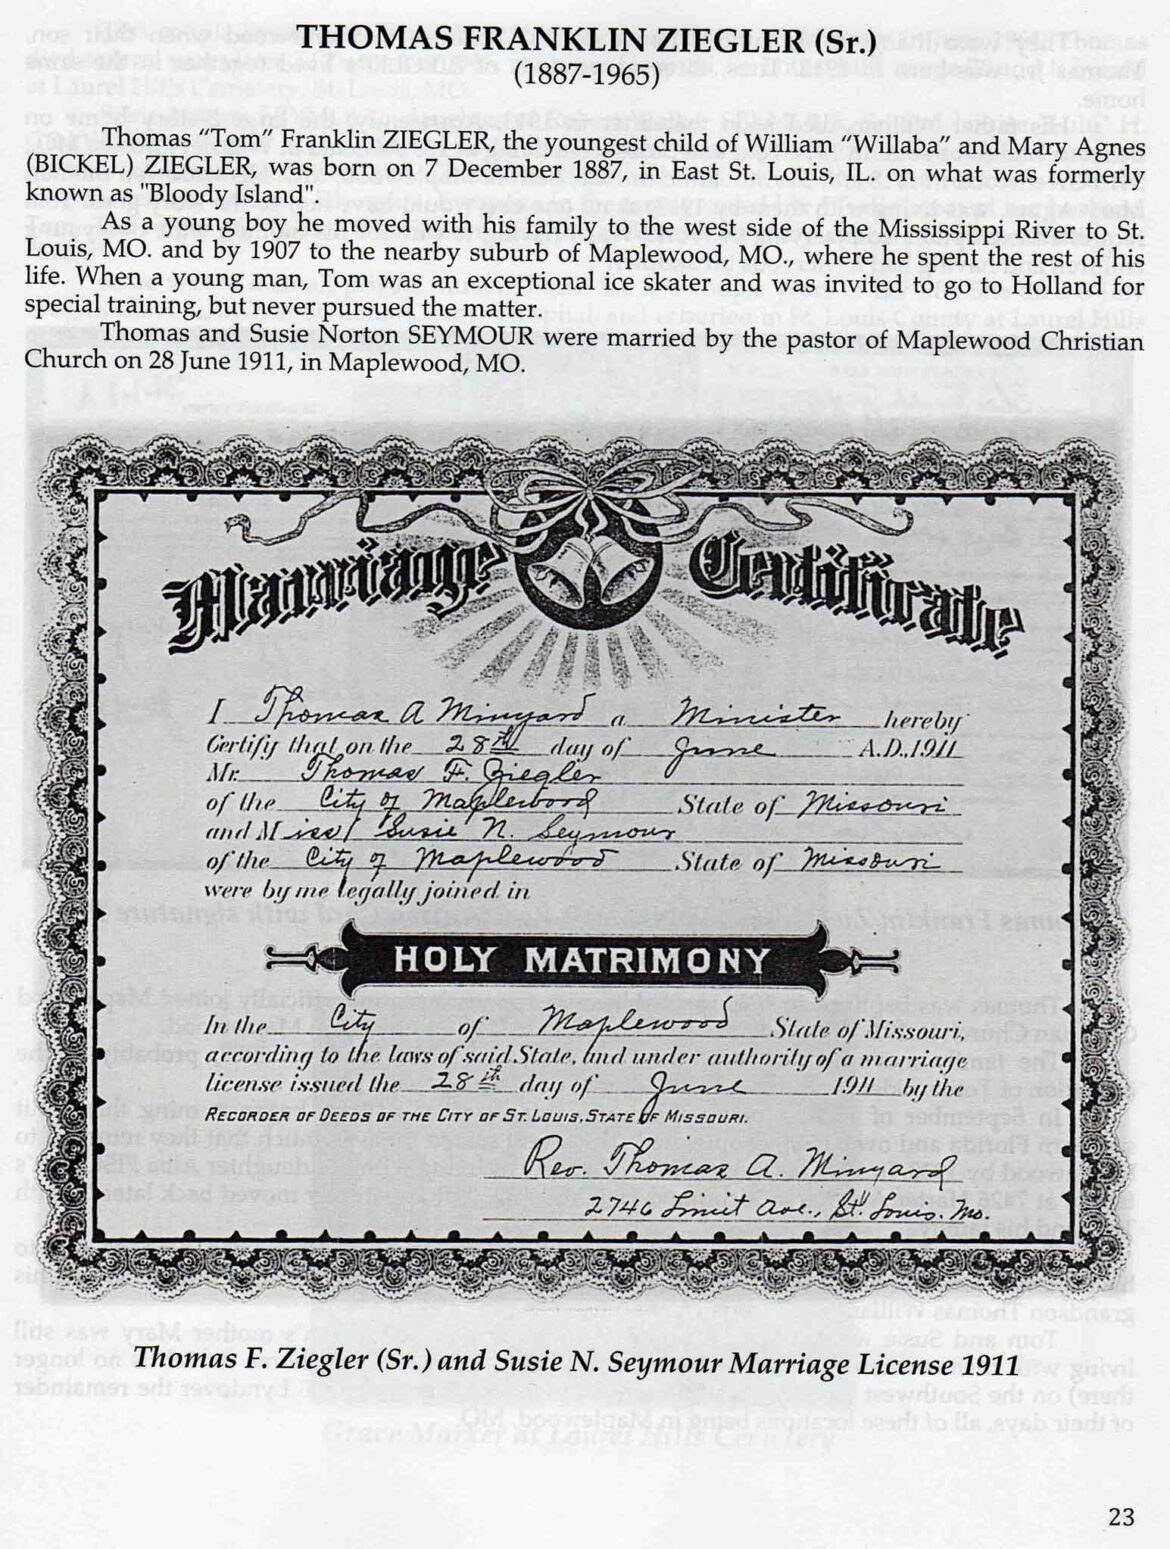 THOMAS FRANKLIN ZIEGLER (Sr.)
(1887-1965)
Thomas “Tom” Franklin ZIEGLER, the youngest child of William “Willaba” and Mary Agnes
(BICKEL) ZIEGLER, was born on 7 December 1887, in East St. Louis, IL. on what was formerly
known as "Bloody Island".
As a young boy he moved with his family to the west side of the Mississippi River to St.
Louis, MO. and by 1907 to the nearby suburb of Maplewood, MO., where he spent the rest of his
life. When a young man, Tom was an exceptional ice skater and was invited to go to Holland for
special training, but never pursued the matter.
Thomas and Susie Norton SEYMOUR were married by the pastor of Maplewood Christian
Church on 28 June 1911, in Maplewood, MO.
Marriage Certificate
I Thomas A Minyard a Minister hereby
Certify that on the 28th day of June A.D., 1911
Mr. Thomas F. Ziegler
of the City of Maplewood State of Missouri
and Miss Susie N. Seymour
of the City of Maplewood State of Missouri
were by me legally joined in
HOLY MATRIMONY
In the City of Maplewood State of Missouri,
according to the laws of said State, and under authority of a marriage
license issued the 28th day of June 1911 by the
RECORDER OF DEEDS OF THE CITY OF ST. LOUIS, STATE OF MISSOURI.
Rev. Thomas A. Minyard
2746 Limit Ave., St. Louis. Mo.
Thomas F. Ziegler (Sr.) and Susie N. Seymour Marriage License 1911
23